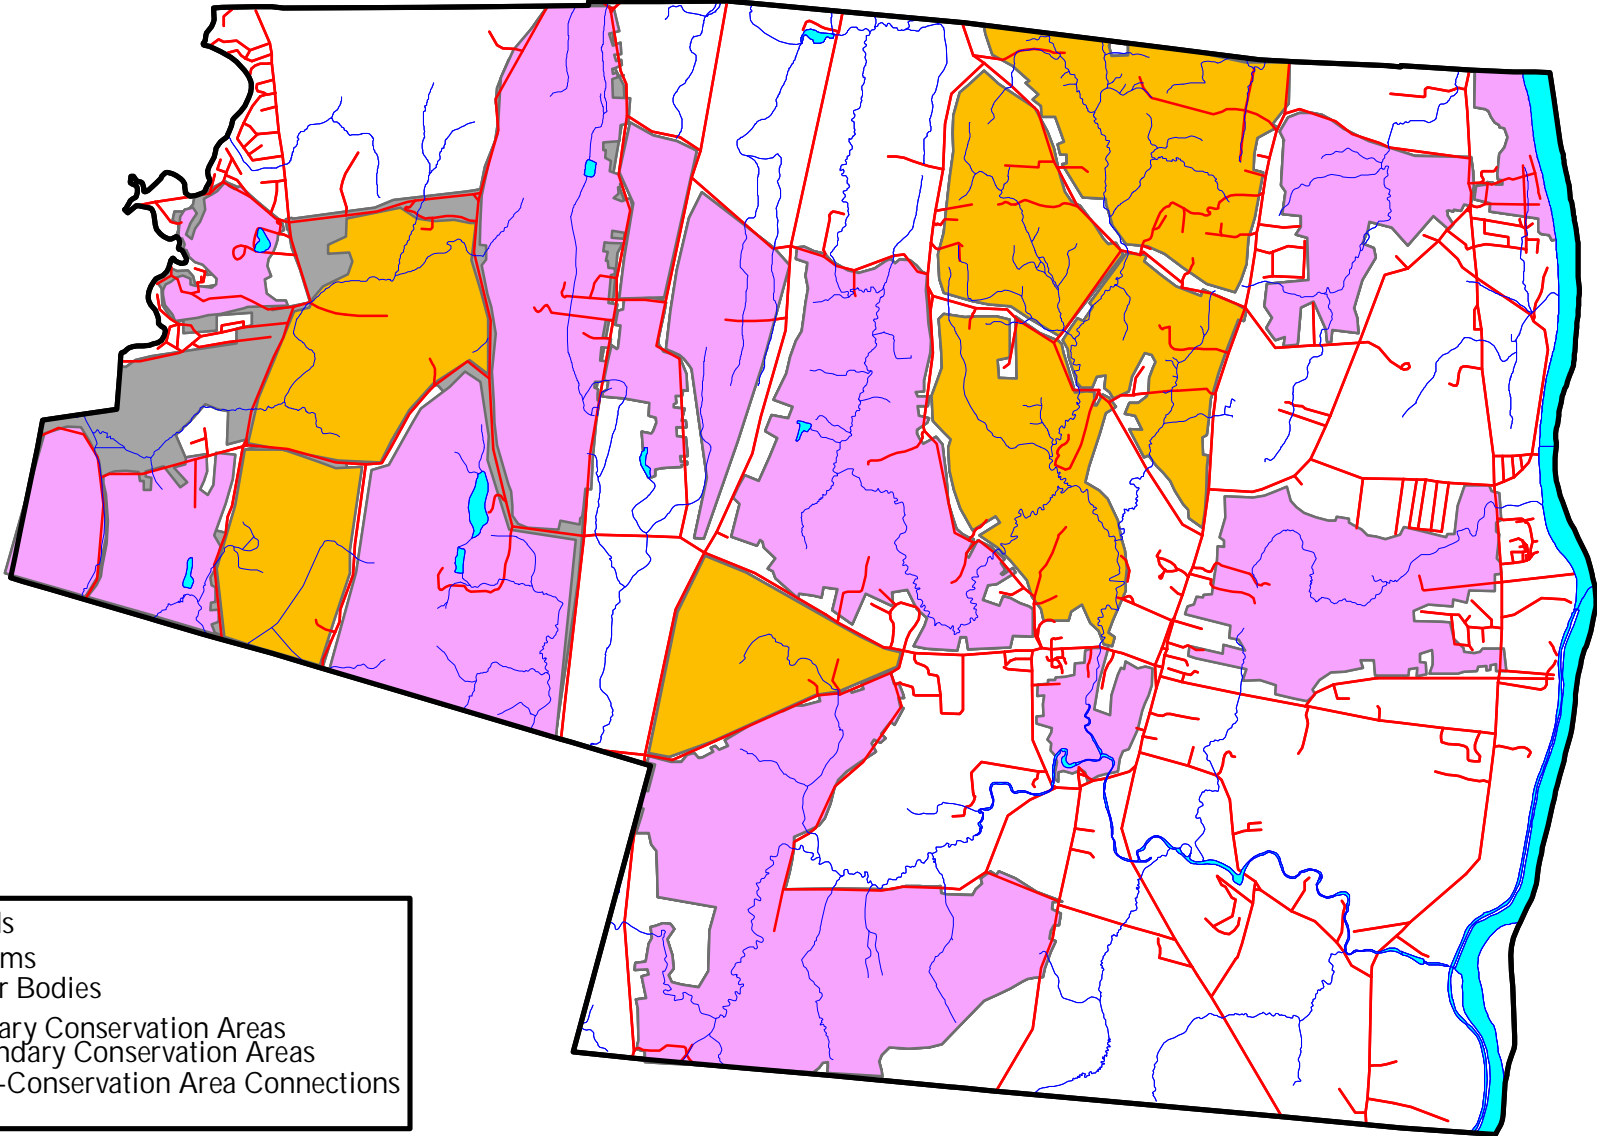 ls
ms
r Bodies
ary Conservation Areas
ndary Conservation Areas
-Conservation Area Connections